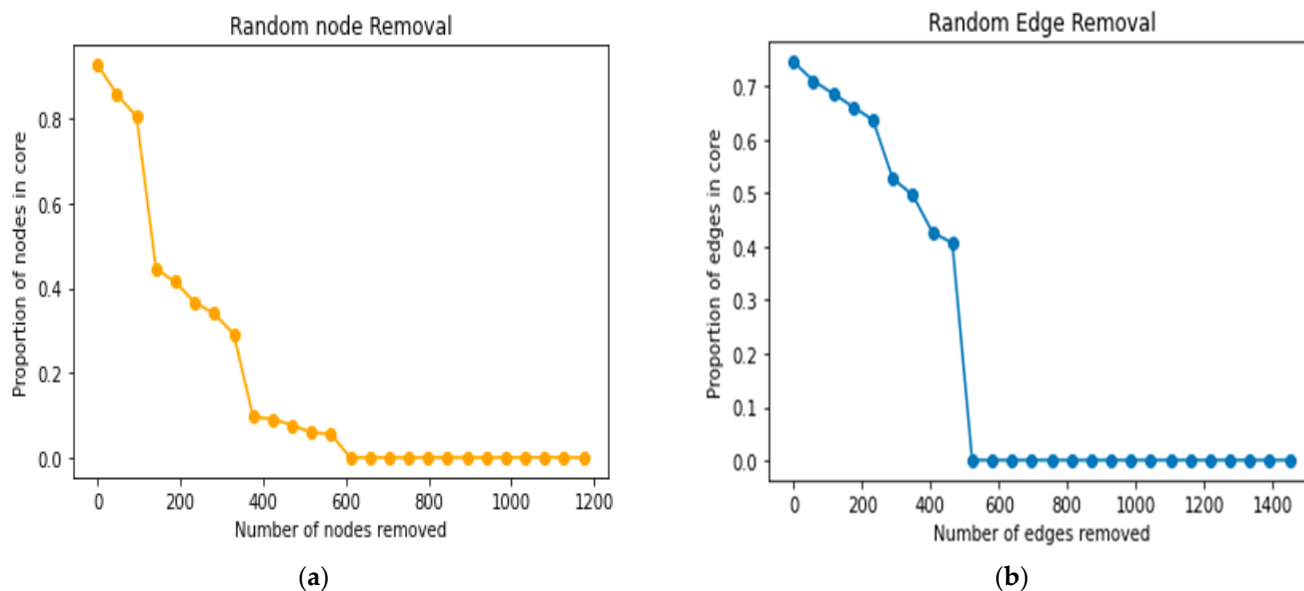 Random node Removal
Proportion of nodes in core
0.8
0.6
0.4
0.2
0.0
0 200 400 600 800 1000 1200
Number of nodes removed
(a)
Random Edge Removal
Proportion of edges in core
0.7
0.6
0.5
0.4
0.3
0.2
0.1
0.0
0 200 400 600 800 1000 1200 1400
Number of edges removed
(b)